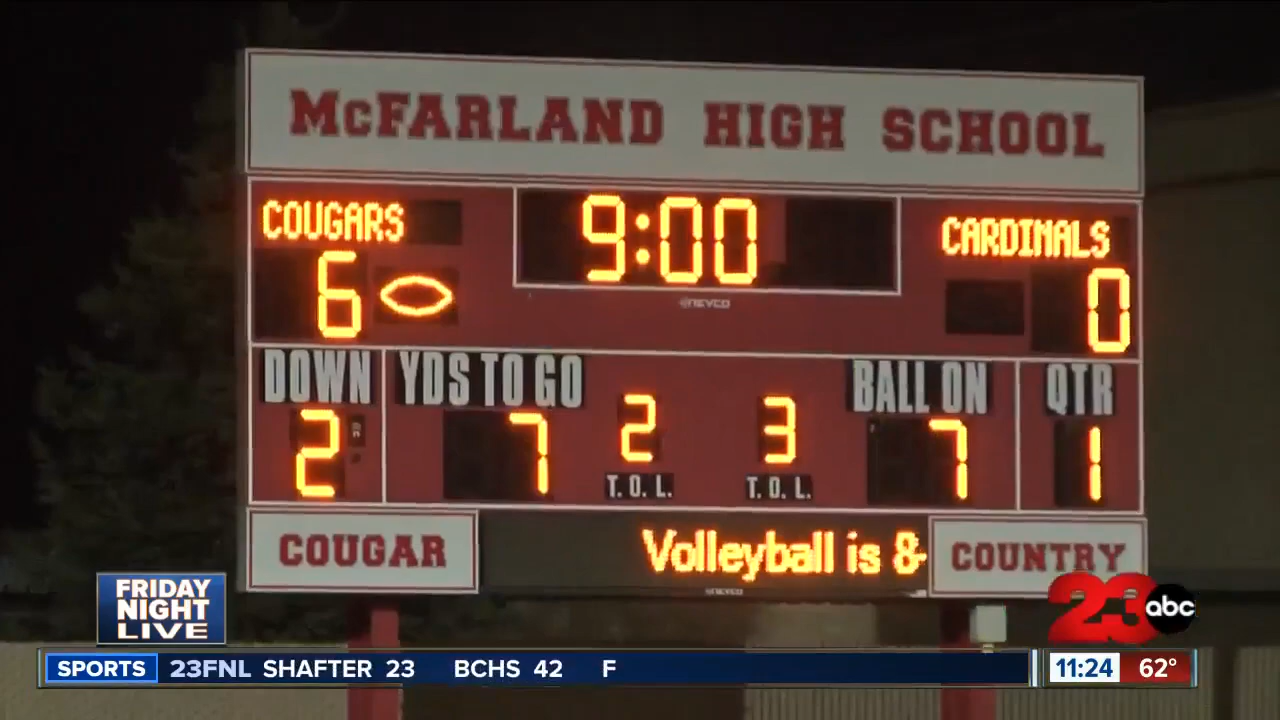 McFARLAND HIGH SCHOOL
COUGARS 9:00 CARDINALS
6 0
DOWN YDS TO GO BALL ON QTR
2 7 2 3 7 1
T.O.L. T.O.L.
COUGAR Volleyball is 8- COUNTRY
FRIDAY
NIGHT
LIVE
23 abc
SPORTS 23FNL SHAFTER 23 BCHS 42 F 11:24 62°